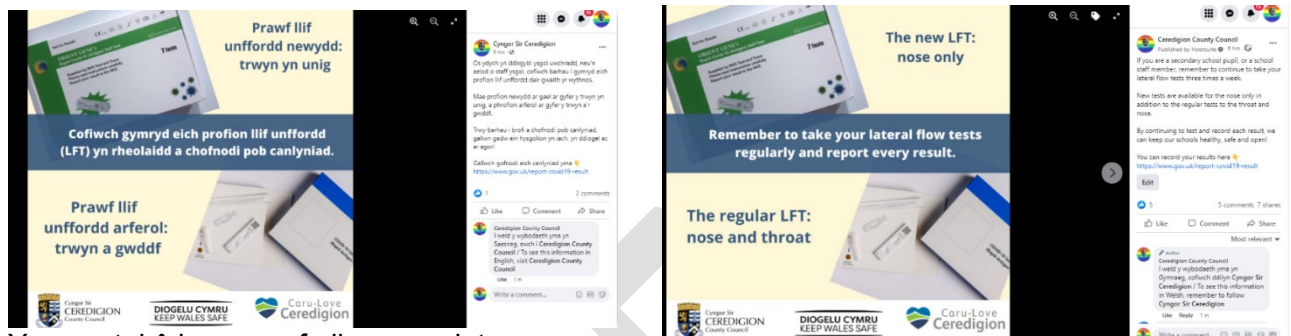 Prawf llif
unffordd newydd:
trwyn yn unig
Cofiwch gymryd eich profion llif unffordd
(LFT) yn rheolaidd a chofnodi pob canlyniad.
Prawf llif
unffordd arferol:
trwyn a gwddf
Cyngor Sir
CEREDIGION
County Council
DIOGELU CYMRU
KEEP WALES SAFE
Caru-Love
Ceredigion
Cyngor Sir Ceredigion
8 hrs
Os ydych yn ddisgybl ysgol uwchradd, neu'n
aelod o staff ysgol, cofiwch barhau i gymryd eich
profion llif unffordd dair gwaith yr wythnos.
Mae profion newydd ar gael ar gyfer y trwyn yn
unig, a phrofion arferol ar gyfer y trwyn a'r
gwddf.
Trwy barhau i brofi a chofnodi pob canlyniad,
gallwn gadw ein hysgolion yn iach, yn ddiogel ac
ar agor!
Gallwch gofnodi eich canlyniad yma
https://www.gov.uk/report-covid19-result
1
2 comments
Like Comment Share
Ceredigion County Council
I weld y wybodaeth yma yn
Saesneg, ewch i Ceredigion County
Council / To see this information in
English, visit Ceredigion County
Council
Like 1 m
Write a comment...
The new LFT:
nose only
Remember to take your lateral flow tests
regularly and report every result.
The regular LFT:
nose and throat
Cyngor Sir
CEREDIGION
County Council
DIOGELU CYMRU
KEEP WALES SAFE
Caru-Love
Ceredigion
Ceredigion County Council
Published by Hootsuite · 8 hrs
If you are a secondary school pupil, or a school
staff member, remember to continue to take your
lateral flow tests three times a week.
New tests are available for the nose only in
addition to the regular tests to the throat and
nose.
By continuing to test and record each result, we
can keep our schools healthy, safe and open!
You can record your results here
https://www.gov.uk/report-covid19-result
Edit
5
5 comments 7 shares
Like Comment Share
Most relevant
Author
Ceredigion County Council
I weld y wybodaeth yma yn
Gymraeg, cofiwch ddilyn Cyngor Sir
Ceredigion / To see this information
in Welsh, remember to follow
Cyngor Sir Ceredigion
Like Reply 1 m
Write a comment...